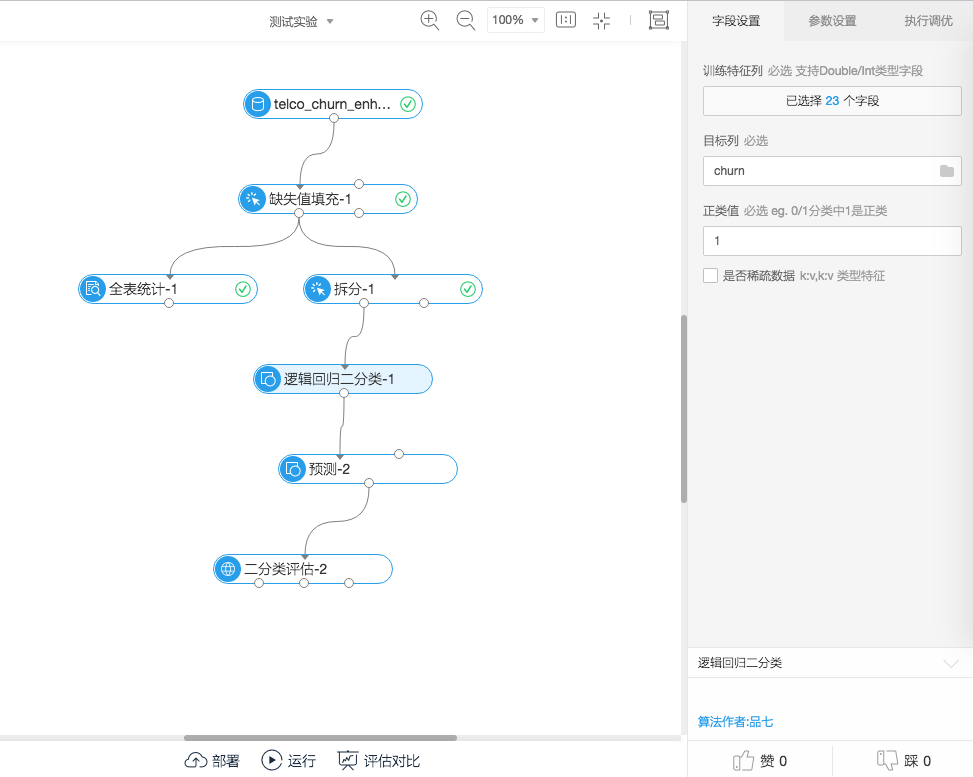 测试实验
100%
字段设置
参数设置
执行调优
telco_churn_enh...
缺失值填充-1
全表统计-1
拆分-1
逻辑回归二分类-1
预测-2
二分类评估-2
训练特征列 必选 支持Double/Int类型字段
已选择 23 个字段
目标列 必选
churn
正类值 必选 eg. 0/1分类中1是正类
1
是否稀疏数据 k:v,k:v 类型特征
逻辑回归二分类
算法作者:品七
部署
运行
评估对比
赞 0
踩 0